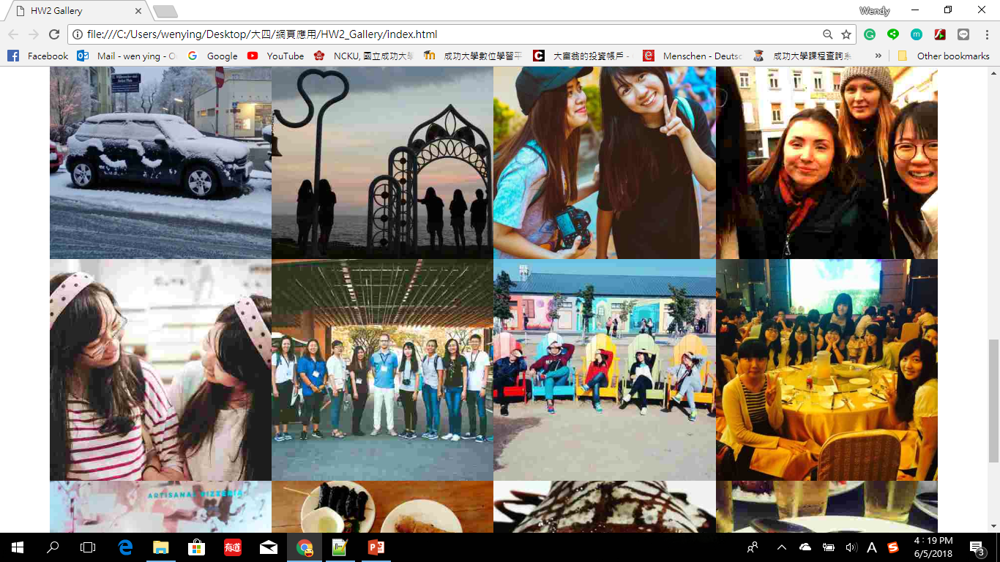 HW2 Gallery
Wendy
file:///C:/Users/wenying/Desktop/大四/網頁應用/HW2_Gallery/index.html
Facebook
Mail - wen ying - O
Google
YouTube
NCKU, 國立成功大學
成功大學數位學習平
大富翁的投資帳戶 -
Menschen - Deutsc
成功大學課程查詢系
»
Other bookmarks
ARTISANAL PIZZERIA
有道
A
4:19 PM
6/5/2018
3